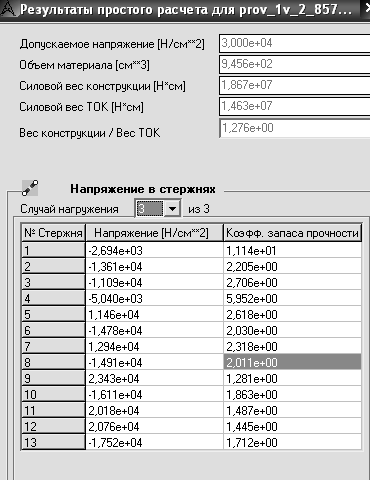 Результаты простого расчета для prov_1v_2_857...
Допускаемое напряжение [Н/см**2] 3,000e+04
Объем материала [см**3] 9,456e+02
Силовой вес конструкции [Н*см] 1,867e+07
Силовой вес ТОК [Н*см] 1,463e+07
Вес конструкции / Вес ТОК 1,276e+00
Напряжение в стержнях
Случай нагружения 3 из 3
№ Стержня Напряжение [Н/см**2] Коэфф. запаса прочности
1 -2,694e+03 1,114e+01
2 -1,361e+04 2,205e+00
3 -1,109e+04 2,706e+00
4 -5,040e+03 5,952e+00
5 1,146e+04 2,618e+00
6 -1,478e+04 2,030e+00
7 1,294e+04 2,318e+00
8 -1,491e+04 2,011e+00
9 2,343e+04 1,281e+00
10 -1,611e+04 1,863e+00
11 2,018e+04 1,487e+00
12 2,076e+04 1,445e+00
13 -1,752e+04 1,712e+00